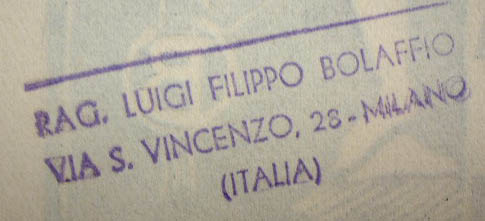 RAG. LUIGI FILIPPO BOLAFFIO
VIA S. VINCENZO, 28 - MILANO
(ITALIA)